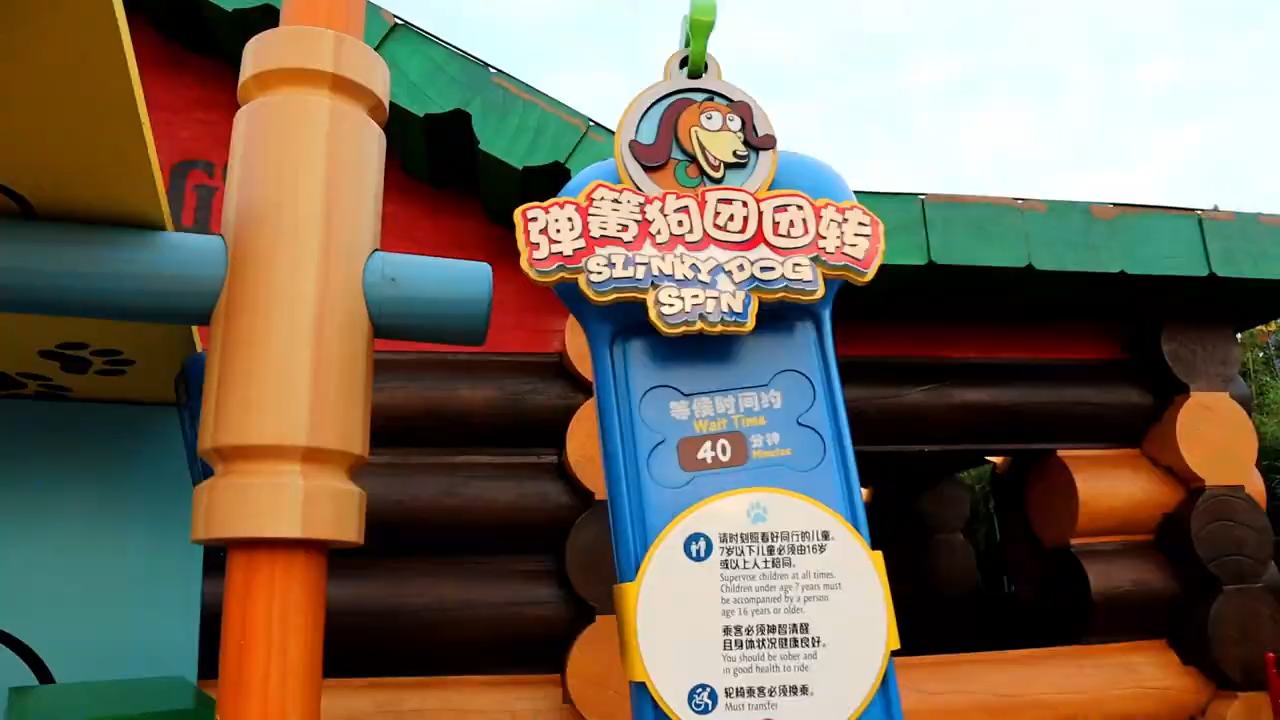 弹簧狗团团转
SLINKY DOG
SPIN
等候时间约
Wait Time
40 分钟
Minutes
请时刻照看好同行的儿童。
7岁以下儿童必须由16岁
或以上人士陪同。
Supervise children at all times.
Children under age 7 years must
be accompanied by a person
age 16 years or older.
乘客必须神智清醒
且身体状况健康良好。
You should be sober and
in good health to ride
轮椅乘客必须换乘。
Must transfer